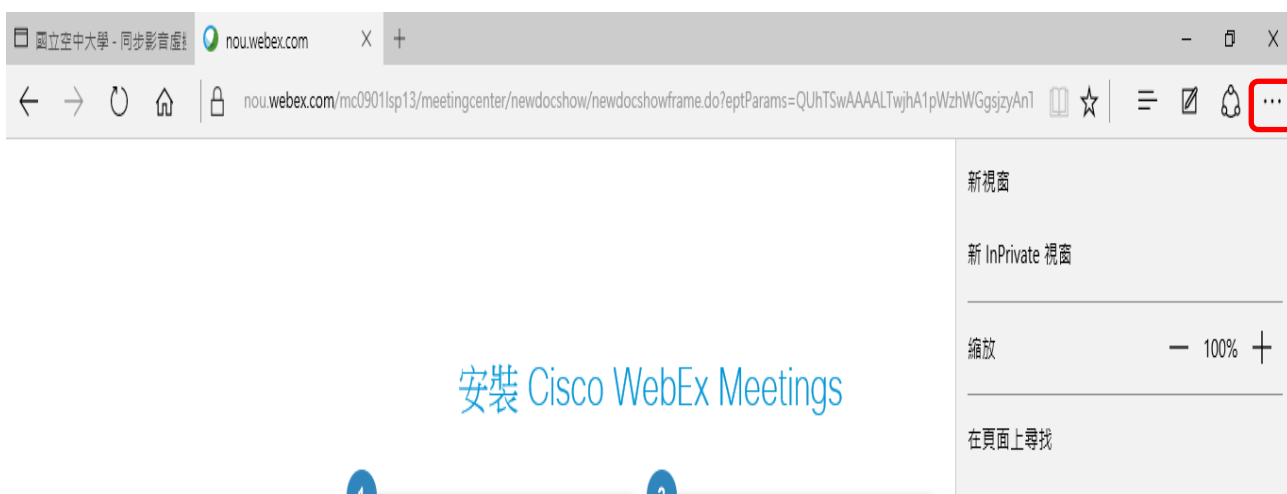 國立空中大學 - 同步影音虛
nou.webex.com
nou.webex.com/mc0901lsp13/meetingcenter/newdocshow/newdocshowframe.do?eptParams=QUhTSwAAAALTwjhA1pWzhWGgsjzyAn1
新視窗
新 InPrivate 視窗
縮放 100%
安裝 Cisco WebEx Meetings
在頁面上尋找
1
2